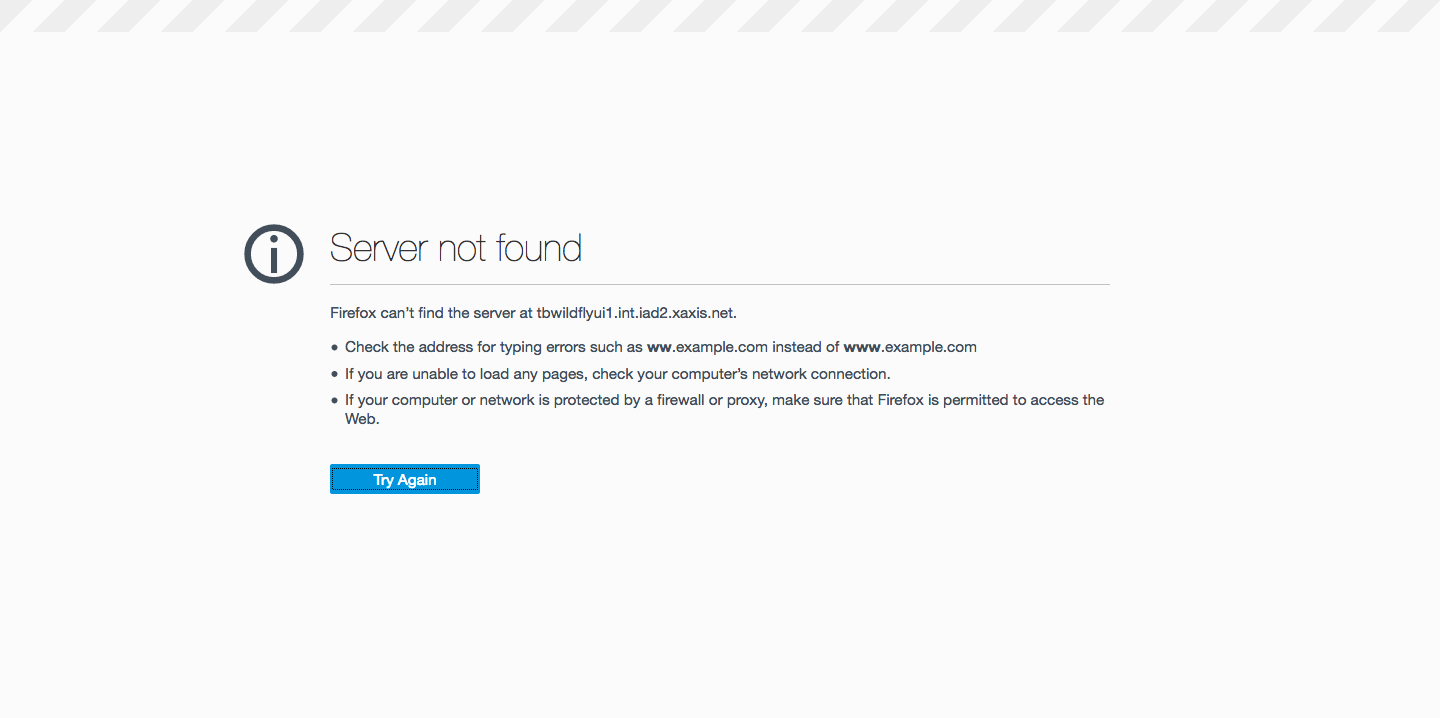 Server not found
Firefox can’t find the server at tbwildflyui1.int.iad2.xaxis.net.
• Check the address for typing errors such as ww.example.com instead of www.example.com
• If you are unable to load any pages, check your computer’s network connection.
• If your computer or network is protected by a firewall or proxy, make sure that Firefox is permitted to access the
Web.
Try Again